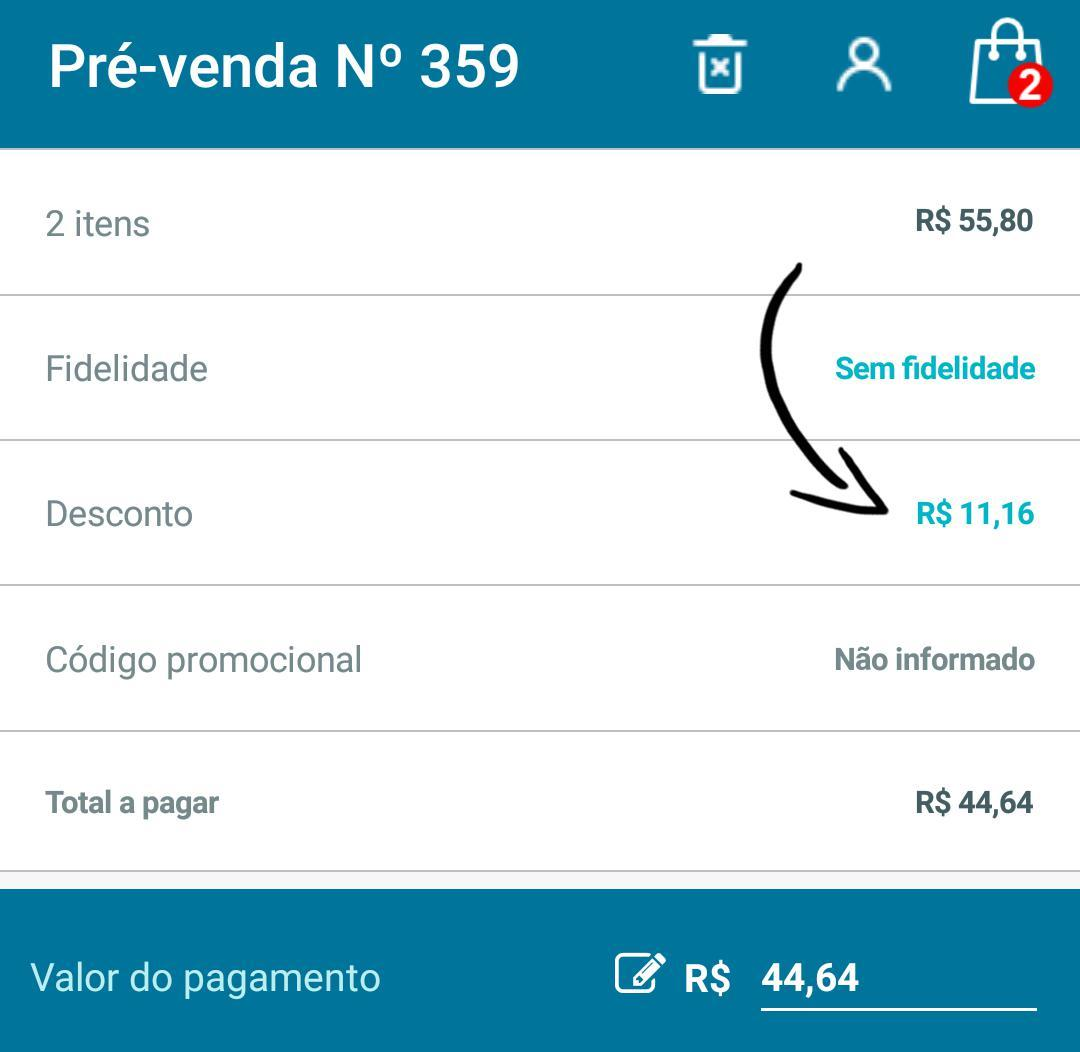 Pré-venda Nº 359
2
2 itens R$ 55,80
Fidelidade Sem fidelidade
Desconto R$ 11,16
Código promocional Não informado
Total a pagar R$ 44,64
Valor do pagamento R$ 44,64